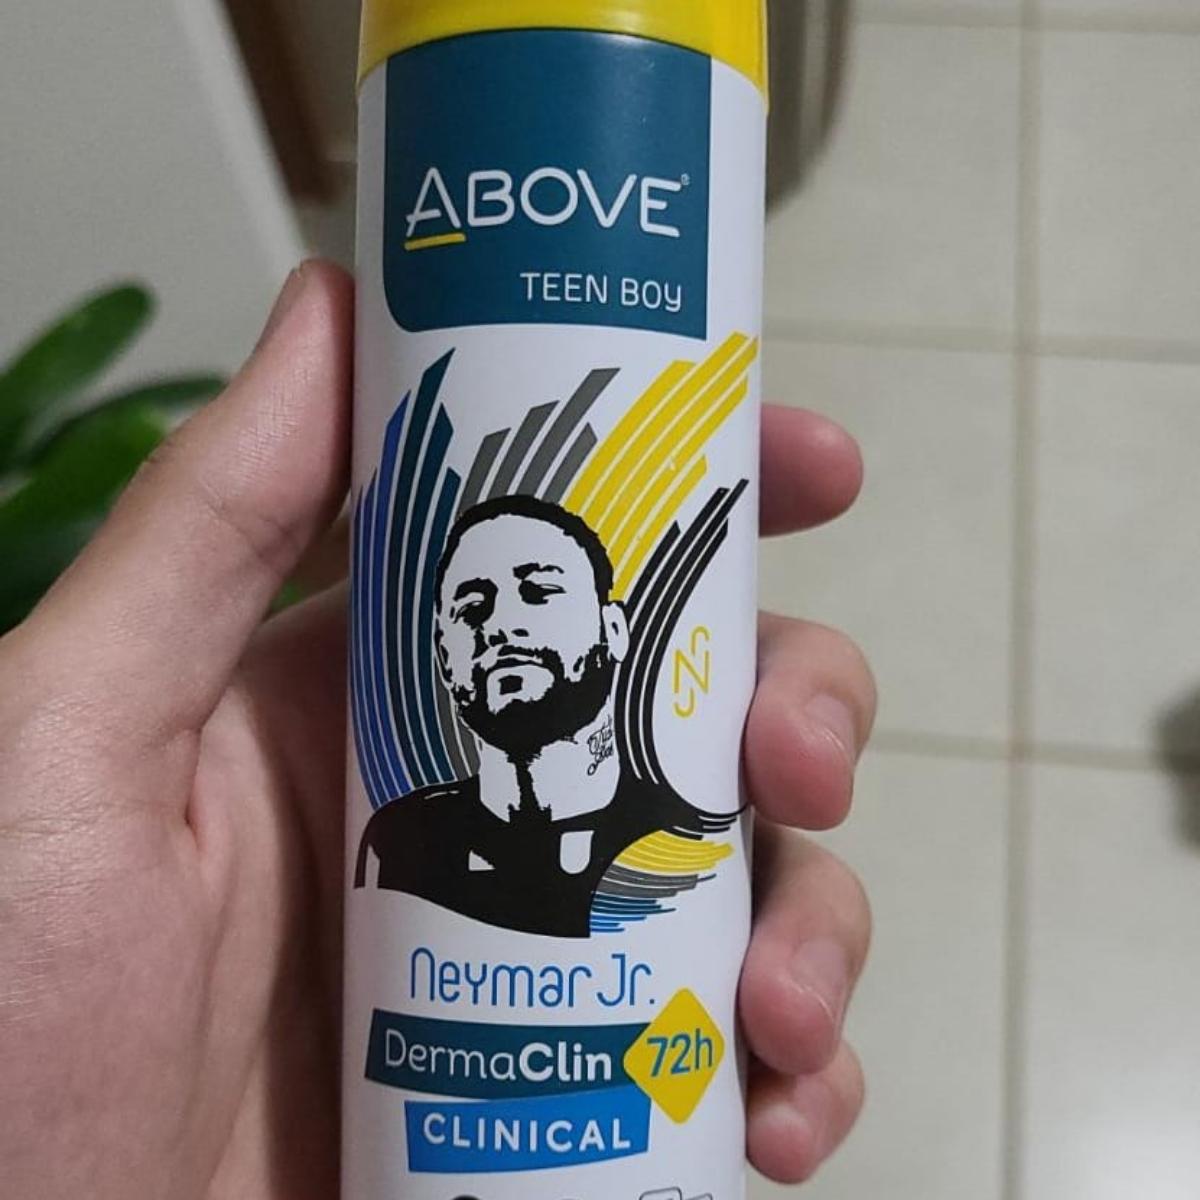 ABOVE®
TEEN BOY
Neymar Jr.
DermaClin
72h
CLINICAL